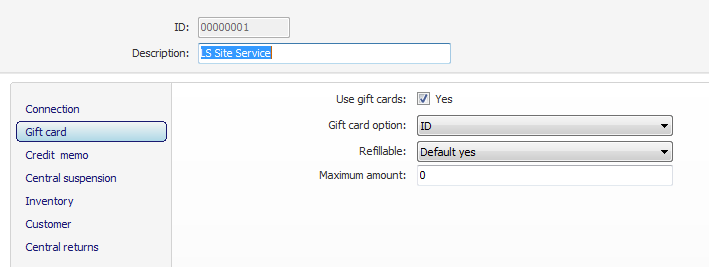 ID: 00000001
Description: LS Site Service
Connection
Gift card
Credit memo
Central suspension
Inventory
Customer
Central returns
Use gift cards: Yes
Gift card option: ID
Refillable: Default yes
Maximum amount: 0